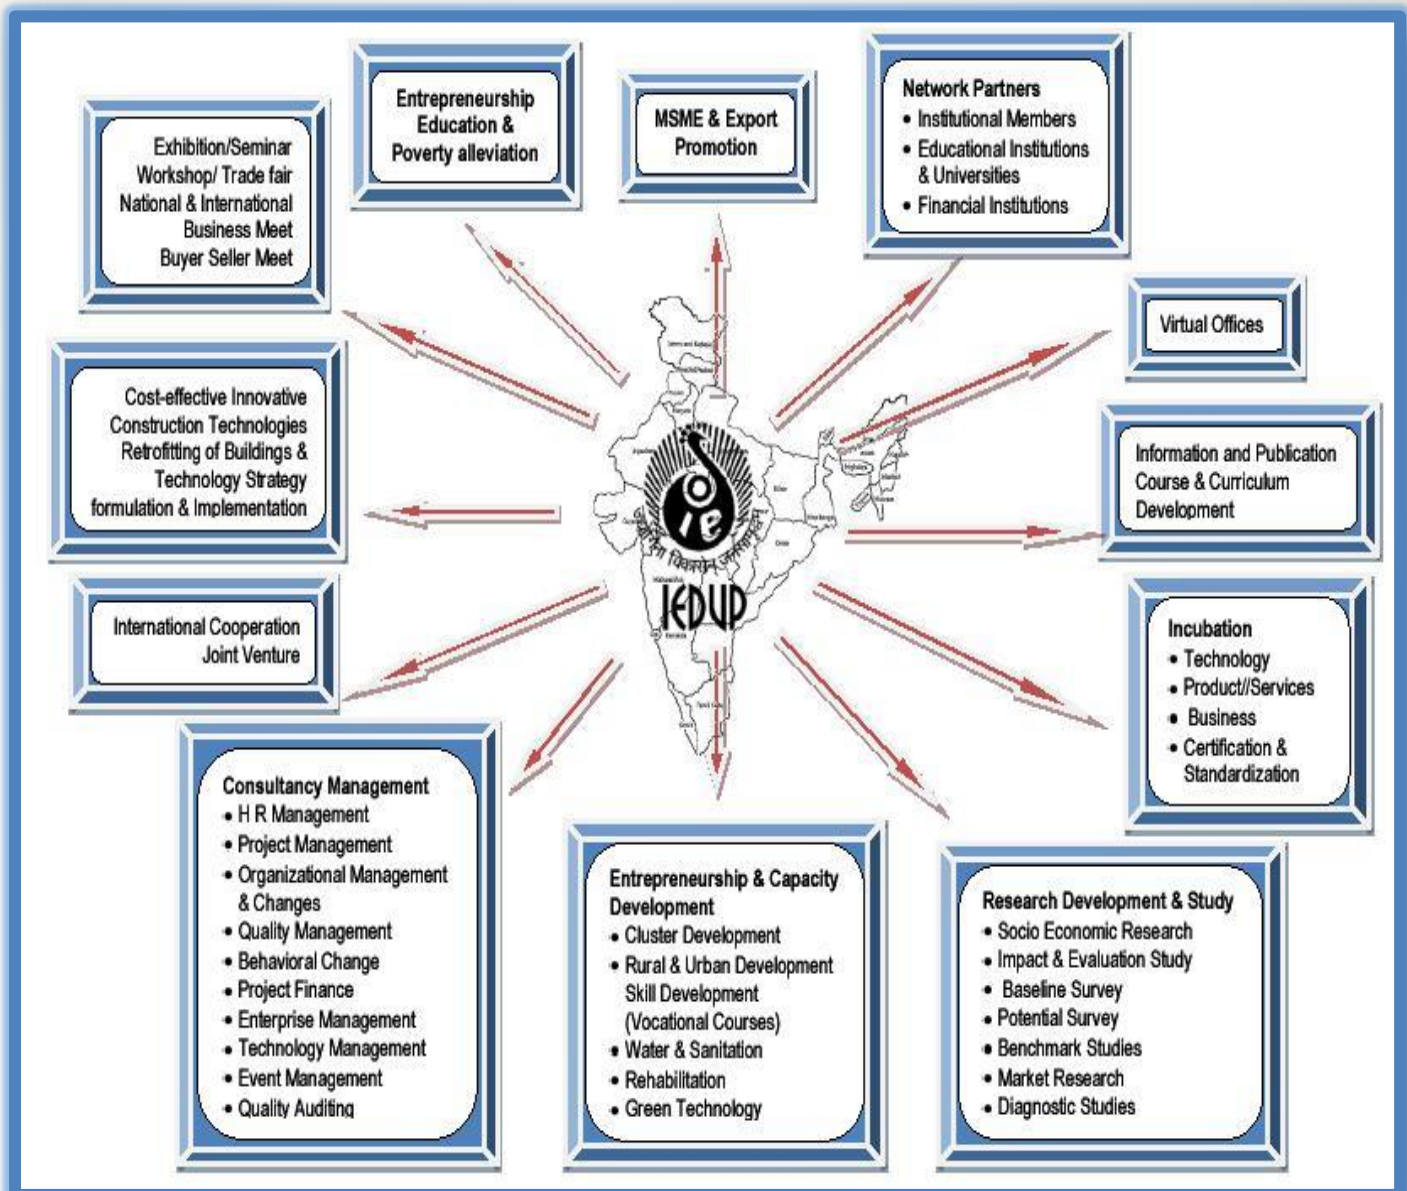 Entrepreneurship
Education &
Poverty alleviation
MSME & Export
Promotion
Network Partners
• Institutional Members
• Educational Institutions
& Universities
• Financial Institutions
Exhibition/Seminar
Workshop/ Trade fair
National & International
Business Meet
Buyer Seller Meet
Virtual Offices
Cost-effective Innovative
Construction Technologies
Retrofitting of Buildings &
Technology Strategy
formulation & Implementation
Information and Publication
Course & Curriculum
Development
IEDUP
International Cooperation
Joint Venture
Incubation
• Technology
• Product//Services
• Business
• Certification &
Standardization
Consultancy Management
• H R Management
• Project Management
• Organizational Management
& Changes
• Quality Management
• Behavioral Change
• Project Finance
• Enterprise Management
• Technology Management
• Event Management
• Quality Auditing
Entrepreneurship & Capacity
Development
• Cluster Development
• Rural & Urban Development
Skill Development
(Vocational Courses)
• Water & Sanitation
• Rehabilitation
• Green Technology
Research Development & Study
• Socio Economic Research
• Impact & Evaluation Study
• Baseline Survey
• Potential Survey
• Benchmark Studies
• Market Research
• Diagnostic Studies